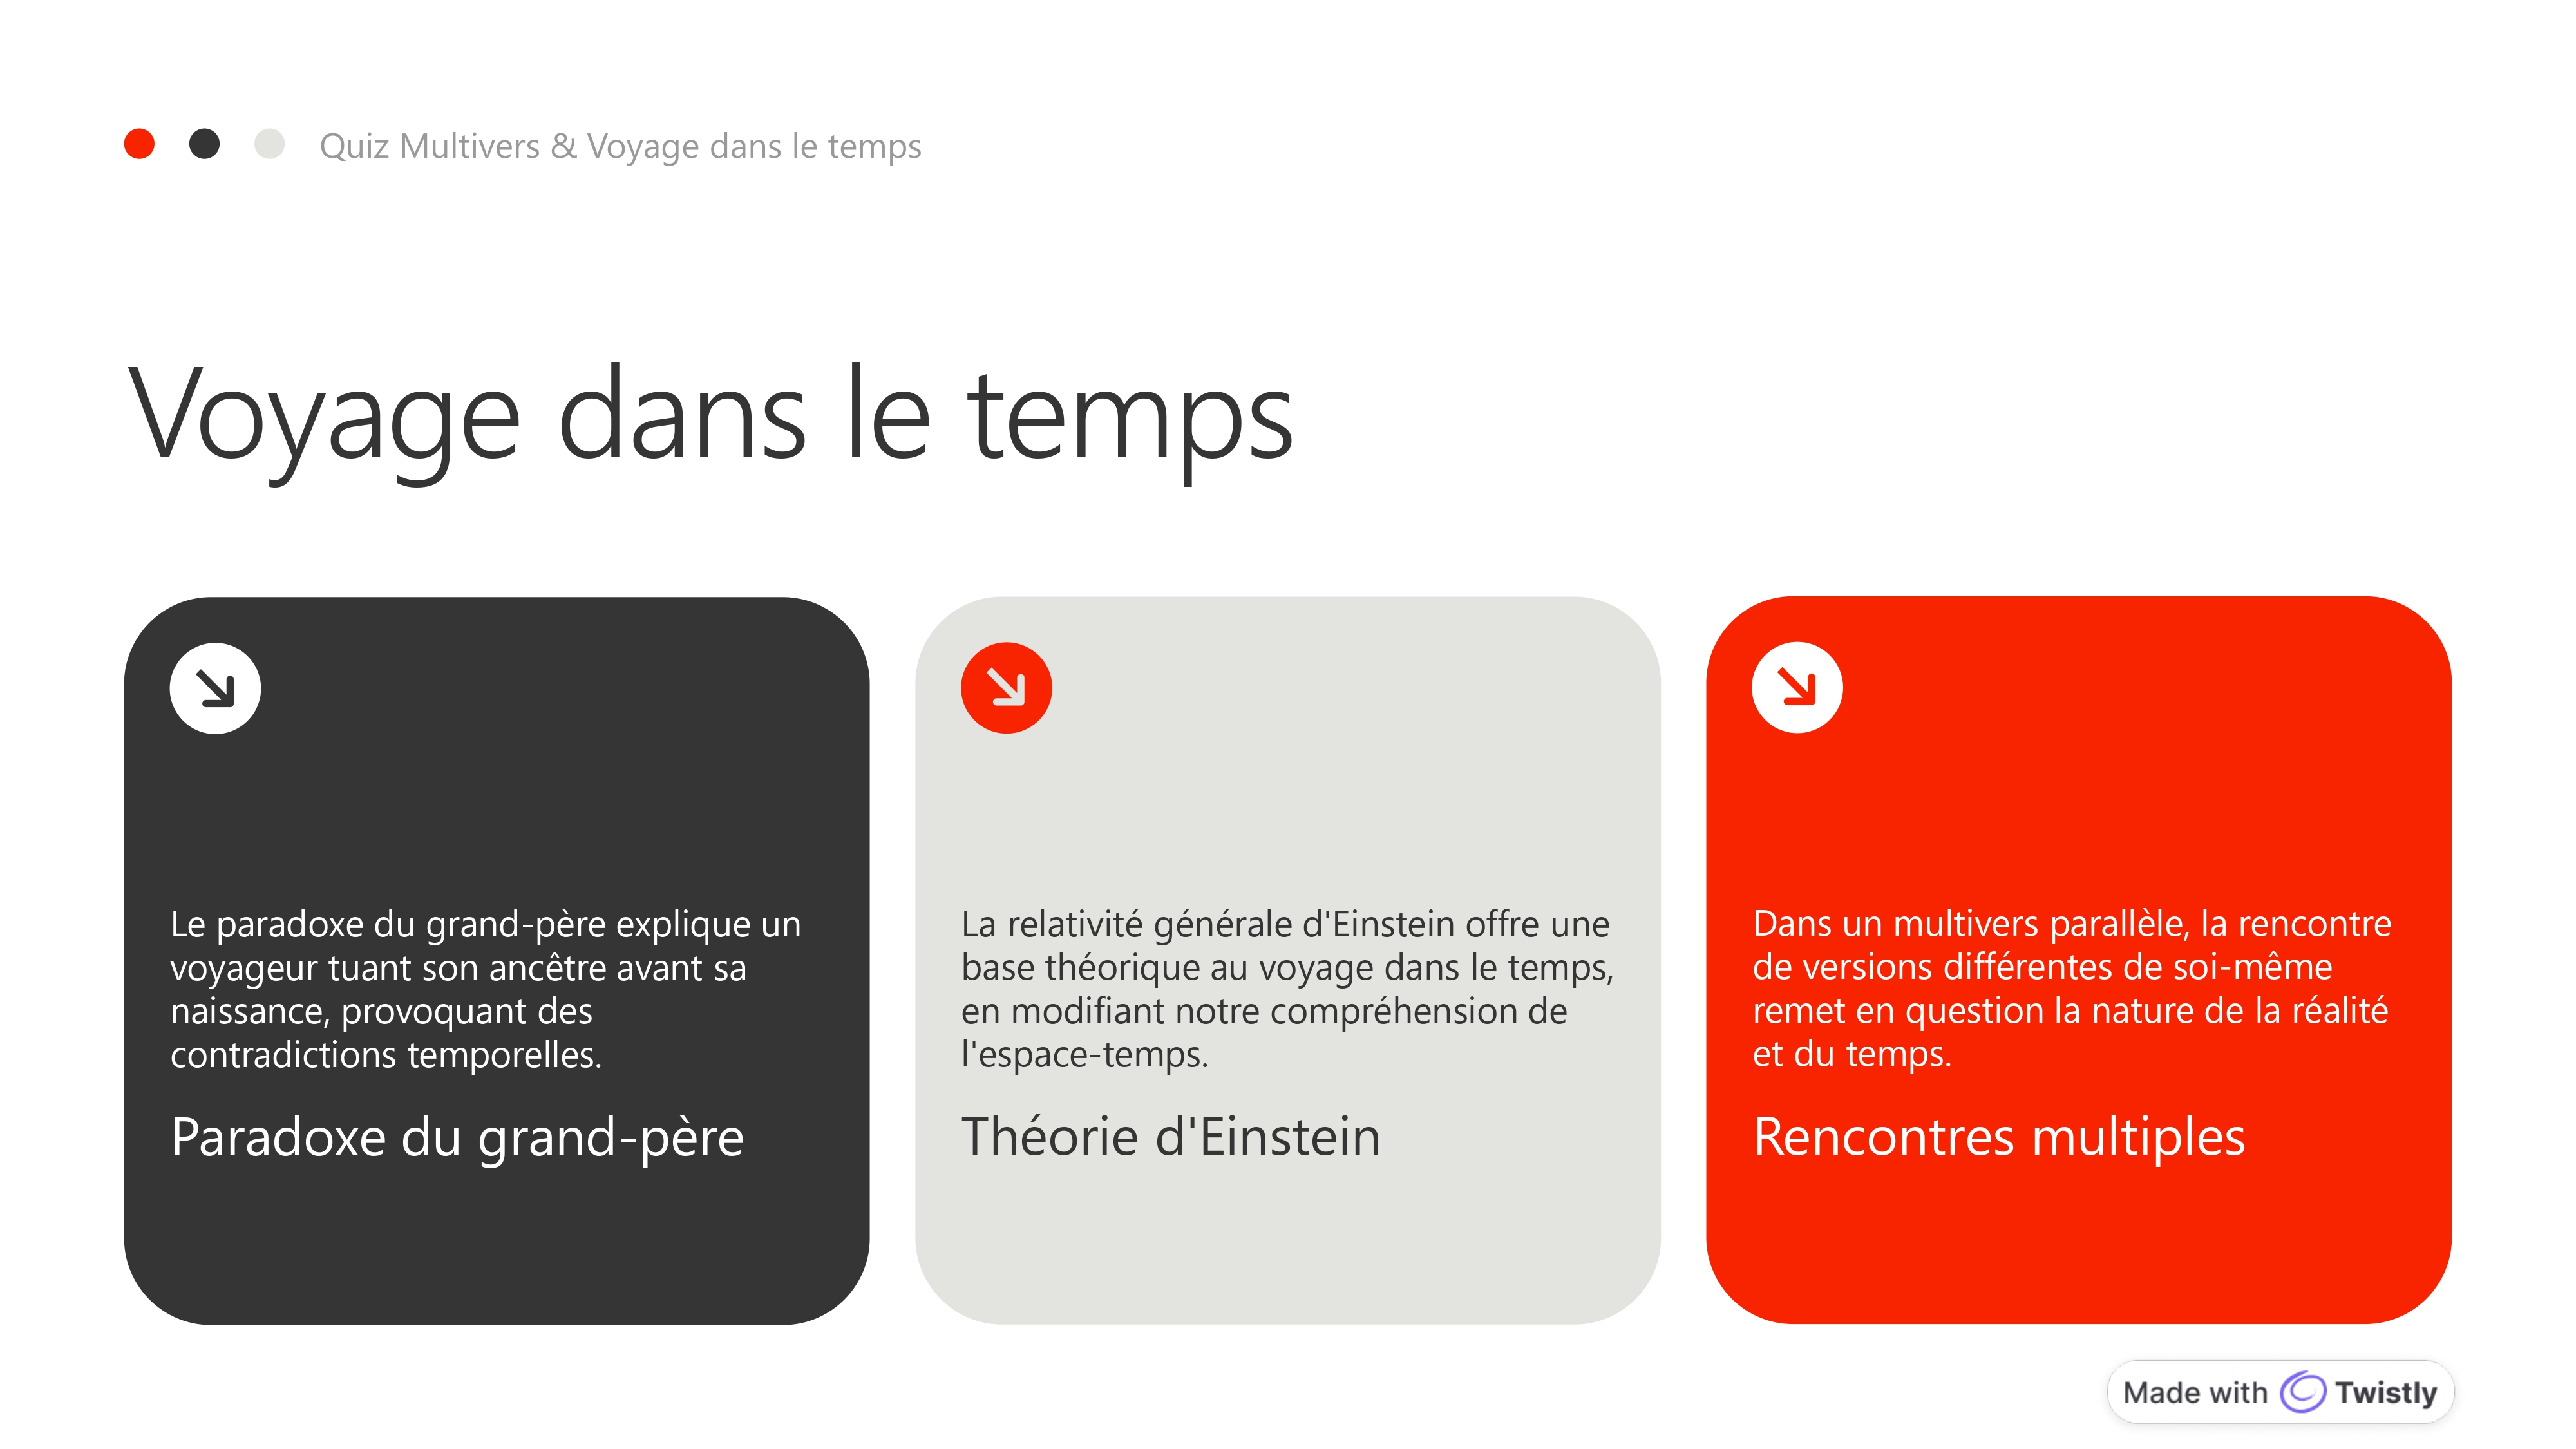 Quiz Multivers & Voyage dans le temps
Voyage dans le temps
Le paradoxe du grand-père explique un
voyageur tuant son ancêtre avant sa
naissance, provoquant des
contradictions temporelles.
Paradoxe du grand-père
La relativité générale d'Einstein offre une
base théorique au voyage dans le temps,
en modifiant notre compréhension de
l'espace-temps.
Théorie d'Einstein
Dans un multivers parallèle, la rencontre
de versions différentes de soi-même
remet en question la nature de la réalité
et du temps.
Rencontres multiples
Made with Twistly